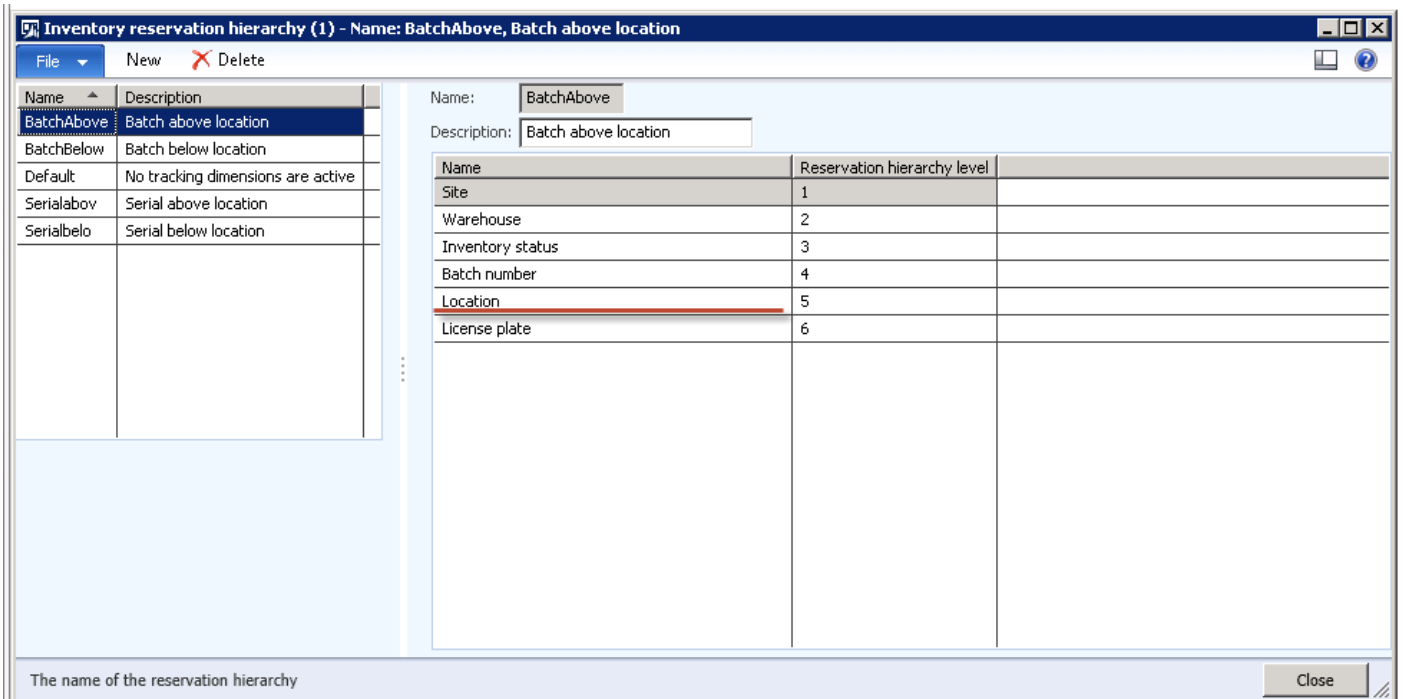 Inventory reservation hierarchy (1) - Name: BatchAbove, Batch above location
File New Delete
Name Description
BatchAbove Batch above location
BatchBelow Batch below location
Default No tracking dimensions are active
Serialabov Serial above location
Serialbelo Serial below location
Name: BatchAbove
Description: Batch above location
Name Reservation hierarchy level
Site 1
Warehouse 2
Inventory status 3
Batch number 4
Location 5
License plate 6
The name of the reservation hierarchy
Close